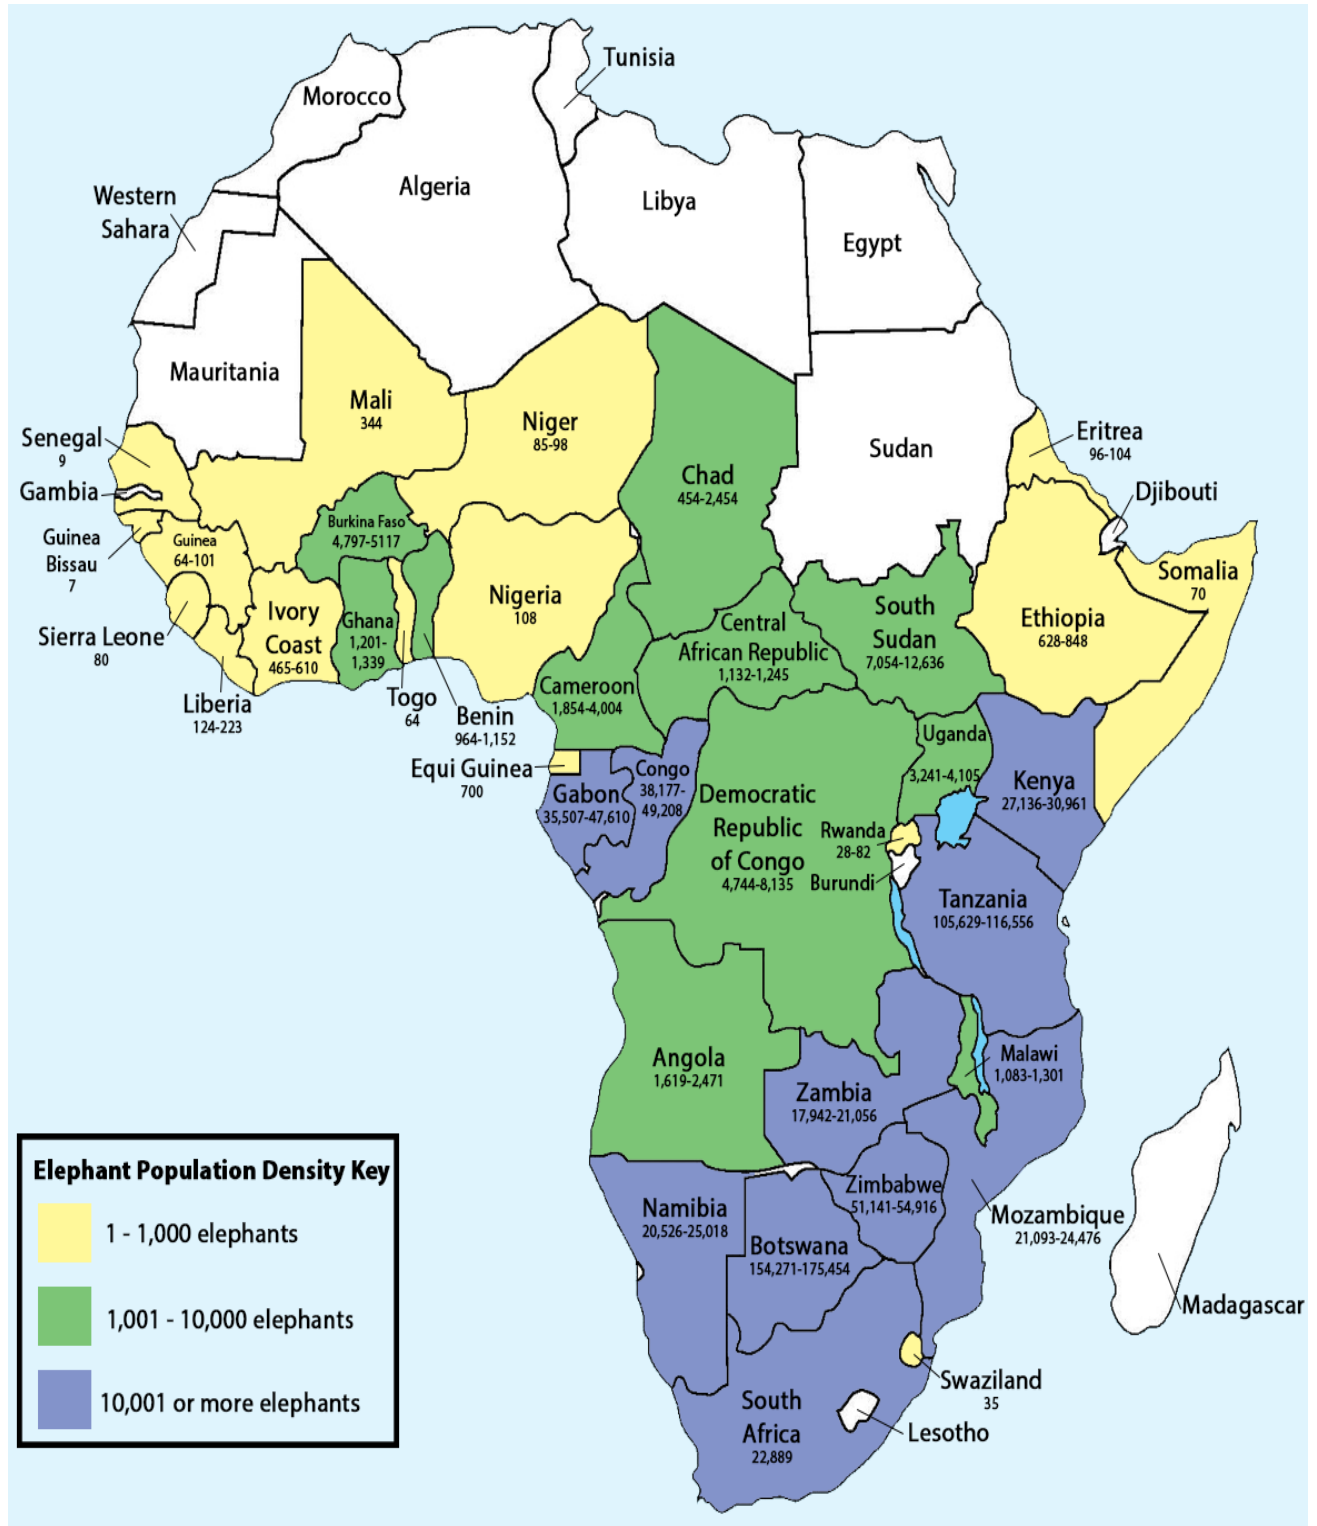 Tunisia
Morocco
Algeria
Western
Sahara
Libya
Egypt
Mauritania
Mali
344
Niger
85-98
Chad
454-2,454
Sudan
Eritrea
96-104
Senegal
9
Gambia
Djibouti
Guinea
Bissau
7
Guinea
64-101
Burkina Faso
4,797-5117
Somalia
70
Sierra Leone
80
Ivory
Coast
465-610
Ghana
1,201-
1,339
Nigeria
108
South
Sudan
7,054-12,636
Ethiopia
628-848
Central
African Republic
1,132-1,245
Liberia
124-223
Togo
64
Benin
964-1,152
Cameroon
1,854-4,004
Equi Guinea
700
Gabon
35,507-47,610
Congo
38,177-
49,208
Democratic
Republic
of Congo
4,744-8,135
Uganda
3,241-4,105
Kenya
27,136-30,961
Rwanda
28-82
Burundi
Tanzania
105,629-116,556
Angola
1,619-2,471
Malawi
1,083-1,301
Zambia
17,942-21,056
Namibia
20,526-25,018
Zimbabwe
51,141-54,916
Botswana
154,271-175,454
Mozambique
21,093-24,476
Madagascar
Swaziland
35
South
Africa
22,889
Lesotho
Elephant Population Density Key
1 - 1,000 elephants
1,001 - 10,000 elephants
10,001 or more elephants